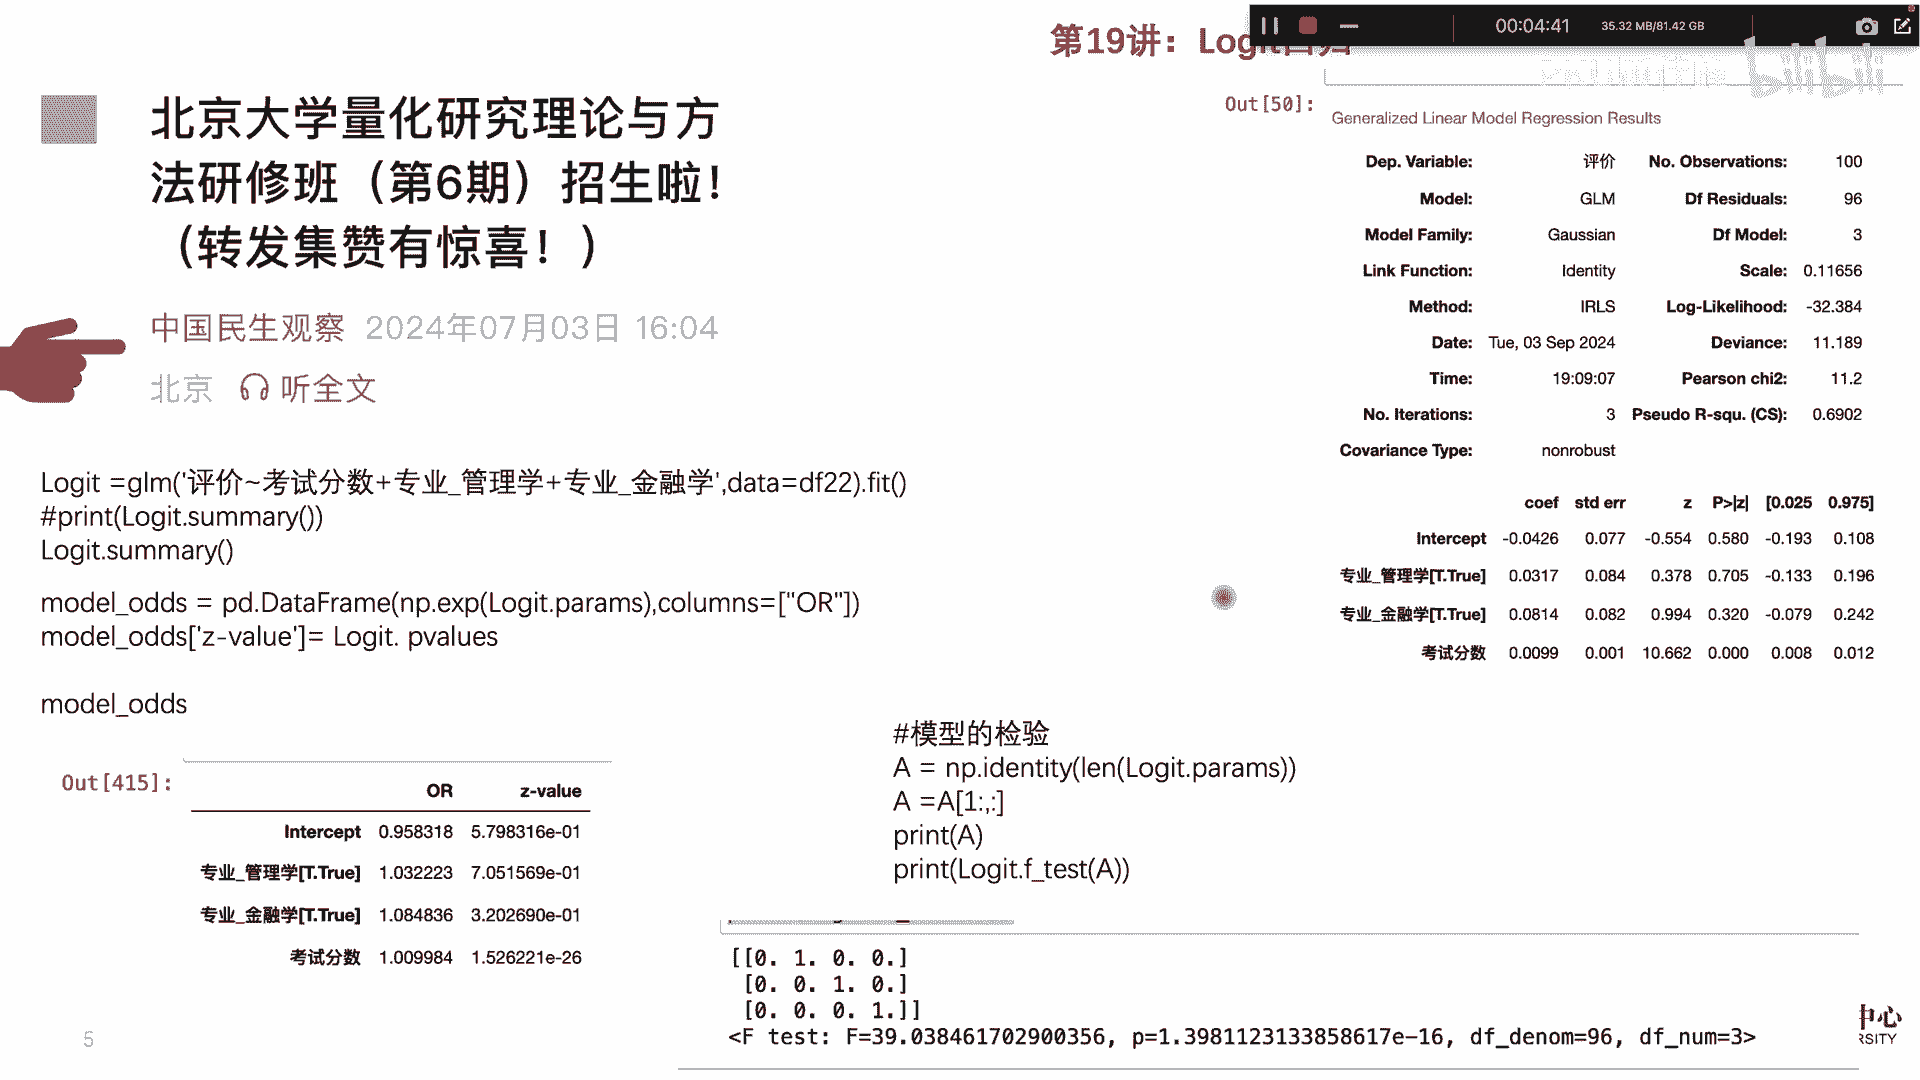 第19讲：Logit回归
00:04:41
35.32 MB/81.42 GB
bilibili
北京大学量化研究理论与方
法研修班（第6期）招生啦！
（转发集赞有惊喜！）
中国民生观察 2024年07月03日 16:04
北京 听全文
Logit =glm('评价~考试分数+专业_管理学+专业_金融学',data=df22).fit()
#print(Logit.summary())
Logit.summary()
model_odds = pd.DataFrame(np.exp(Logit.params),columns=["OR"])
model_odds['z-value']= Logit. pvalues
model_odds
Out[415]:
OR z-value
Intercept 0.958318 5.798316e-01
专业_管理学[T.True] 1.032223 7.051569e-01
专业_金融学[T.True] 1.084836 3.202690e-01
考试分数 1.009984 1.526221e-26
Out[50]:
Generalized Linear Model Regression Results
Dep. Variable: 评价 No. Observations: 100
Model: GLM Df Residuals: 96
Model Family: Gaussian Df Model: 3
Link Function: Identity Scale: 0.11656
Method: IRLS Log-Likelihood: -32.384
Date: Tue, 03 Sep 2024 Deviance: 11.189
Time: 19:09:07 Pearson chi2: 11.2
No. Iterations: 3 Pseudo R-squ. (CS): 0.6902
Covariance Type: nonrobust
coef std err z P>|z| [0.025 0.975]
Intercept -0.0426 0.077 -0.554 0.580 -0.193 0.108
专业_管理学[T.True] 0.0317 0.084 0.378 0.705 -0.133 0.196
专业_金融学[T.True] 0.0814 0.082 0.994 0.320 -0.079 0.242
考试分数 0.0099 0.001 10.662 0.000 0.008 0.012
#模型的检验
A = np.identity(len(Logit.params))
A =A[1:,:]
print(A)
print(Logit.f_test(A))
[[0. 1. 0. 0.]
[0. 0. 1. 0.]
[0. 0. 0. 1.]]
<F test: F=39.038461702900356, p=1.3981123133858617e-16, df_denom=96, df_num=3>
中心
RSITY
5